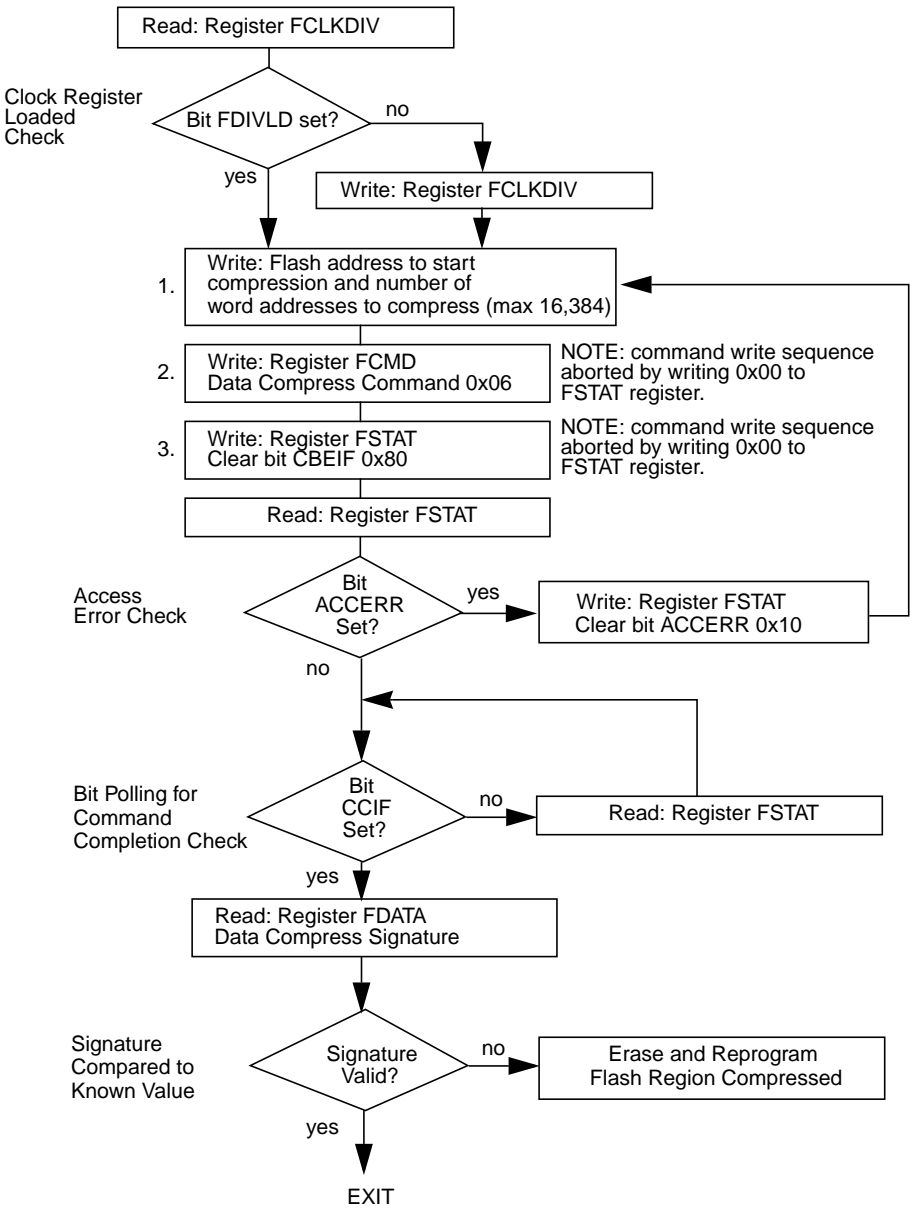 Read: Register FCLKDIV
Clock Register
Loaded
Check
Bit FDIVLD set?
no
yes
Write: Register FCLKDIV
1.
Write: Flash address to start
compression and number of
word addresses to compress (max 16,384)
2.
Write: Register FCMD
Data Compress Command 0x06
NOTE: command write sequence
aborted by writing 0x00 to
FSTAT register.
3.
Write: Register FSTAT
Clear bit CBEIF 0x80
NOTE: command write sequence
aborted by writing 0x00 to
FSTAT register.
Read: Register FSTAT
Access
Error Check
Bit
ACCERR
Set?
yes
Write: Register FSTAT
Clear bit ACCERR 0x10
no
Bit Polling for
Command
Completion Check
Bit
CCIF
Set?
no
Read: Register FSTAT
yes
Read: Register FDATA
Data Compress Signature
Signature
Compared to
Known Value
Signature
Valid?
no
Erase and Reprogram
Flash Region Compressed
yes
EXIT